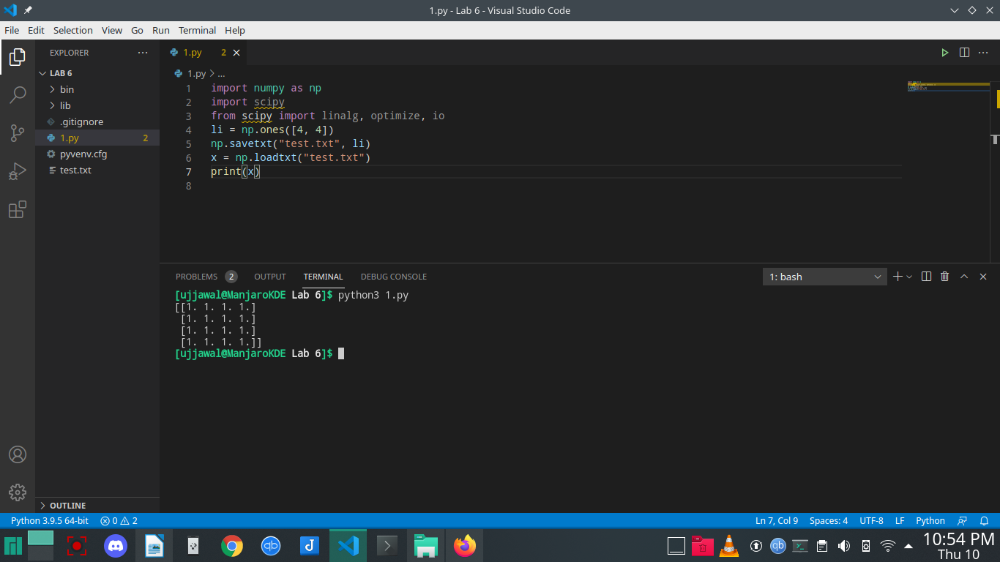 1.py - Lab 6 - Visual Studio Code
File Edit Selection View Go Run Terminal Help
EXPLORER
LAB 6
bin
lib
.gitignore
1.py 2
pyvenv.cfg
test.txt
OUTLINE
1.py 2
1.py > ...
1 import numpy as np
2 import scipy
3 from scipy import linalg, optimize, io
4 li = np.ones([4, 4])
5 np.savetxt("test.txt", li)
6 x = np.loadtxt("test.txt")
7 print(x)
8
PROBLEMS 2 OUTPUT TERMINAL DEBUG CONSOLE
1: bash
[ujjawal@ManjaroKDE Lab 6]$ python3 1.py
[[1. 1. 1. 1.]
 [1. 1. 1. 1.]
 [1. 1. 1. 1.]
 [1. 1. 1. 1.]]
[ujjawal@ManjaroKDE Lab 6]$
Python 3.9.5 64-bit 0 2 Ln 7, Col 9 Spaces: 4 UTF-8 LF Python
qb
qb
10:54 PM
Thu 10